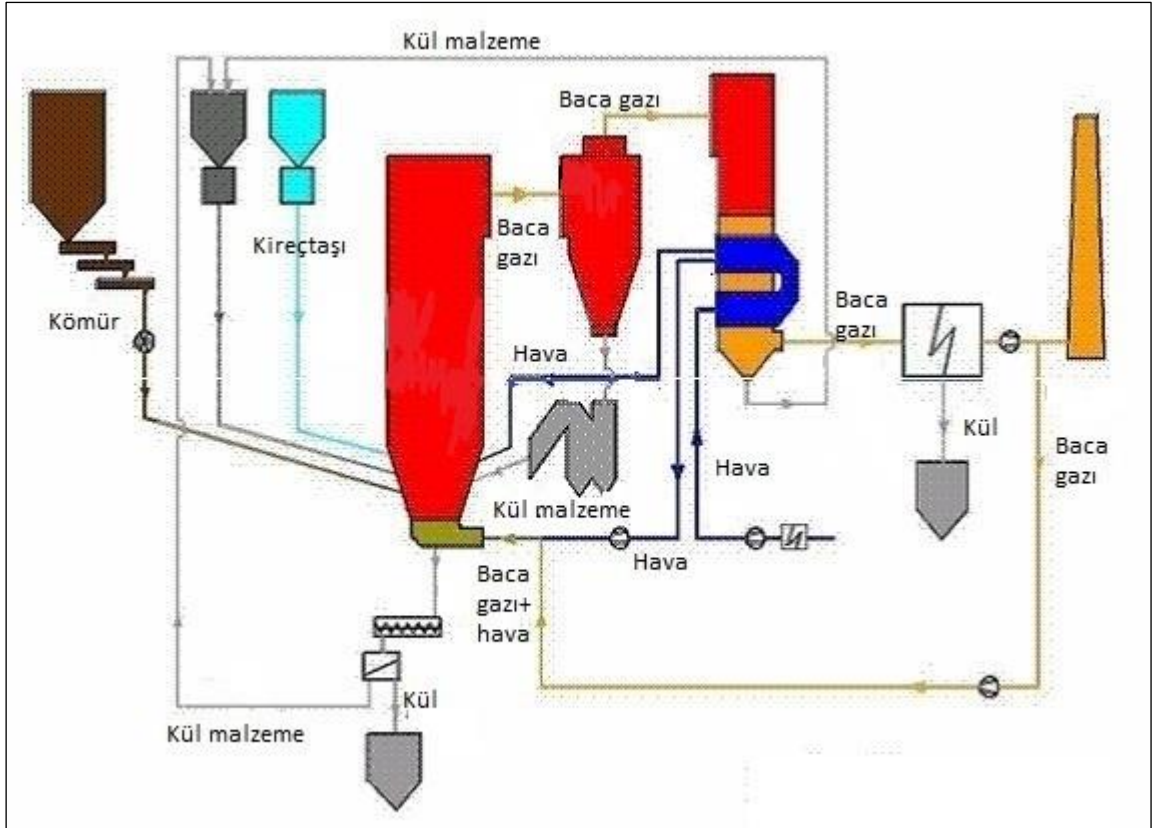 Kül malzeme
Baca gazı
Baca
gazı
Kireçtaşı
Kömür
Baca
gazı
Hava
Kül
Baca
gazı
Hava
Kül malzeme
Hava
Baca
gazı+
hava
Kül
Kül malzeme